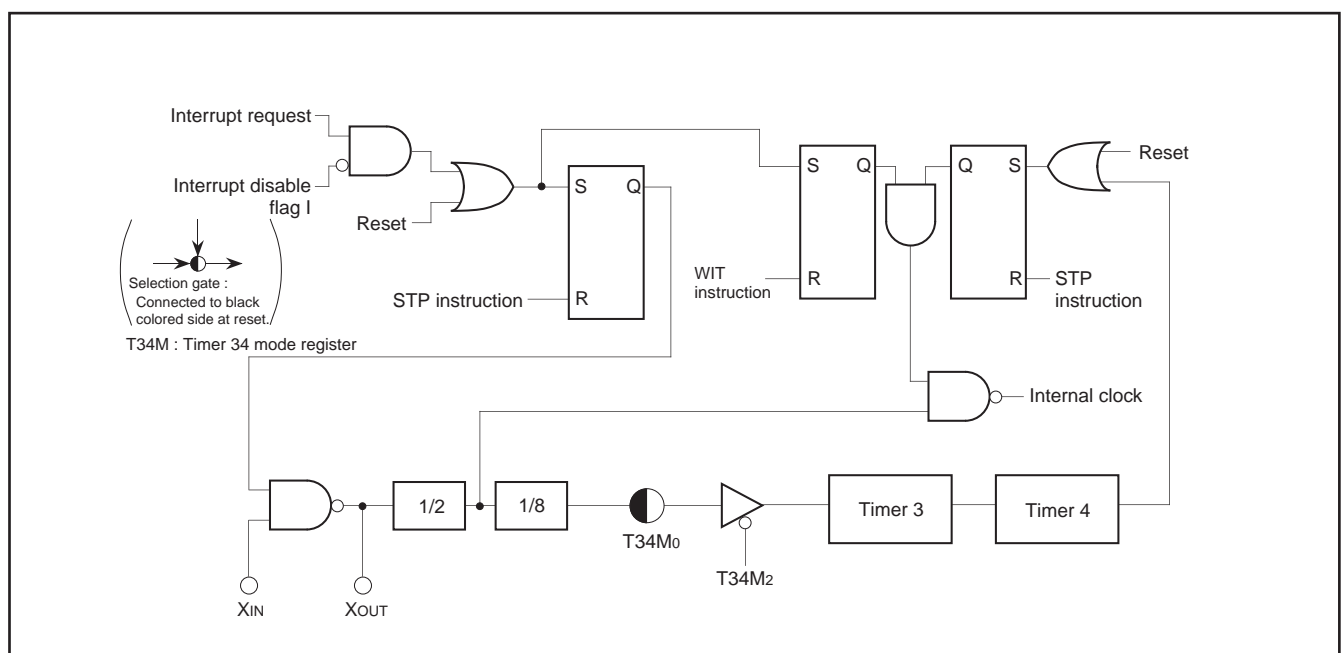 Interrupt request
Interrupt disable
flag I
Reset
S
Q
R
STP instruction
S
Q
R
WIT
instruction
Q
S
R
Reset
STP
instruction
Selection gate :
Connected to black
colored side at reset.
T34M : Timer 34 mode register
Internal clock
1/2
1/8
T34M0
T34M2
Timer 3
Timer 4
XIN
XOUT